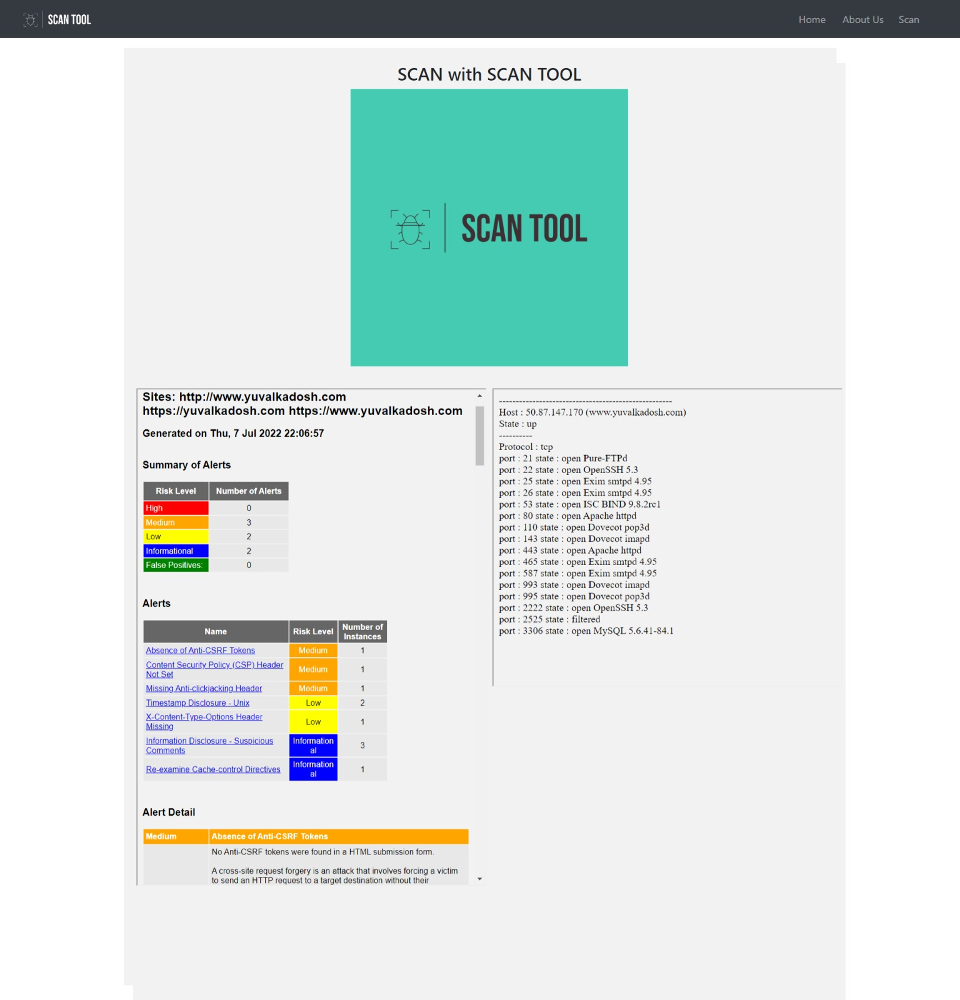 SCAN TOOL
Home About Us Scan
SCAN with SCAN TOOL
SCAN TOOL
Sites: http://www.yuvalkadosh.com
https://yuvalkadosh.com https://www.yuvalkadosh.com
Generated on Thu, 7 Jul 2022 22:06:57
Summary of Alerts
Risk Level Number of Alerts
High 0
Medium 3
Low 2
Informational 2
False Positives: 0
Alerts
Name Risk Level Number of
Instances
Absence of Anti-CSRF Tokens Medium 1
Content Security Policy (CSP) Header
Not Set Medium 1
Missing Anti-clickjacking Header Medium 1
Timestamp Disclosure - Unix Low 2
X-Content-Type-Options Header
Missing Low 1
Information Disclosure - Suspicious
Comments Information
al 3
Re-examine Cache-control Directives Information
al 1
Alert Detail
Medium Absence of Anti-CSRF Tokens
No Anti-CSRF tokens were found in a HTML submission form.
A cross-site request forgery is an attack that involves forcing a victim
to send an HTTP request to a target destination without their
----------------------------------------------------
Host : 50.87.147.170 (www.yuvalkadosh.com)
State : up
----------
Protocol : tcp
port : 21 state : open Pure-FTPd
port : 22 state : open OpenSSH 5.3
port : 25 state : open Exim smtpd 4.95
port : 26 state : open Exim smtpd 4.95
port : 53 state : open ISC BIND 9.8.2rc1
port : 80 state : open Apache httpd
port : 110 state : open Dovecot pop3d
port : 143 state : open Dovecot imapd
port : 443 state : open Apache httpd
port : 465 state : open Exim smtpd 4.95
port : 587 state : open Exim smtpd 4.95
port : 993 state : open Dovecot imapd
port : 995 state : open Dovecot pop3d
port : 2222 state : open OpenSSH 5.3
port : 2525 state : filtered
port : 3306 state : open MySQL 5.6.41-84.1